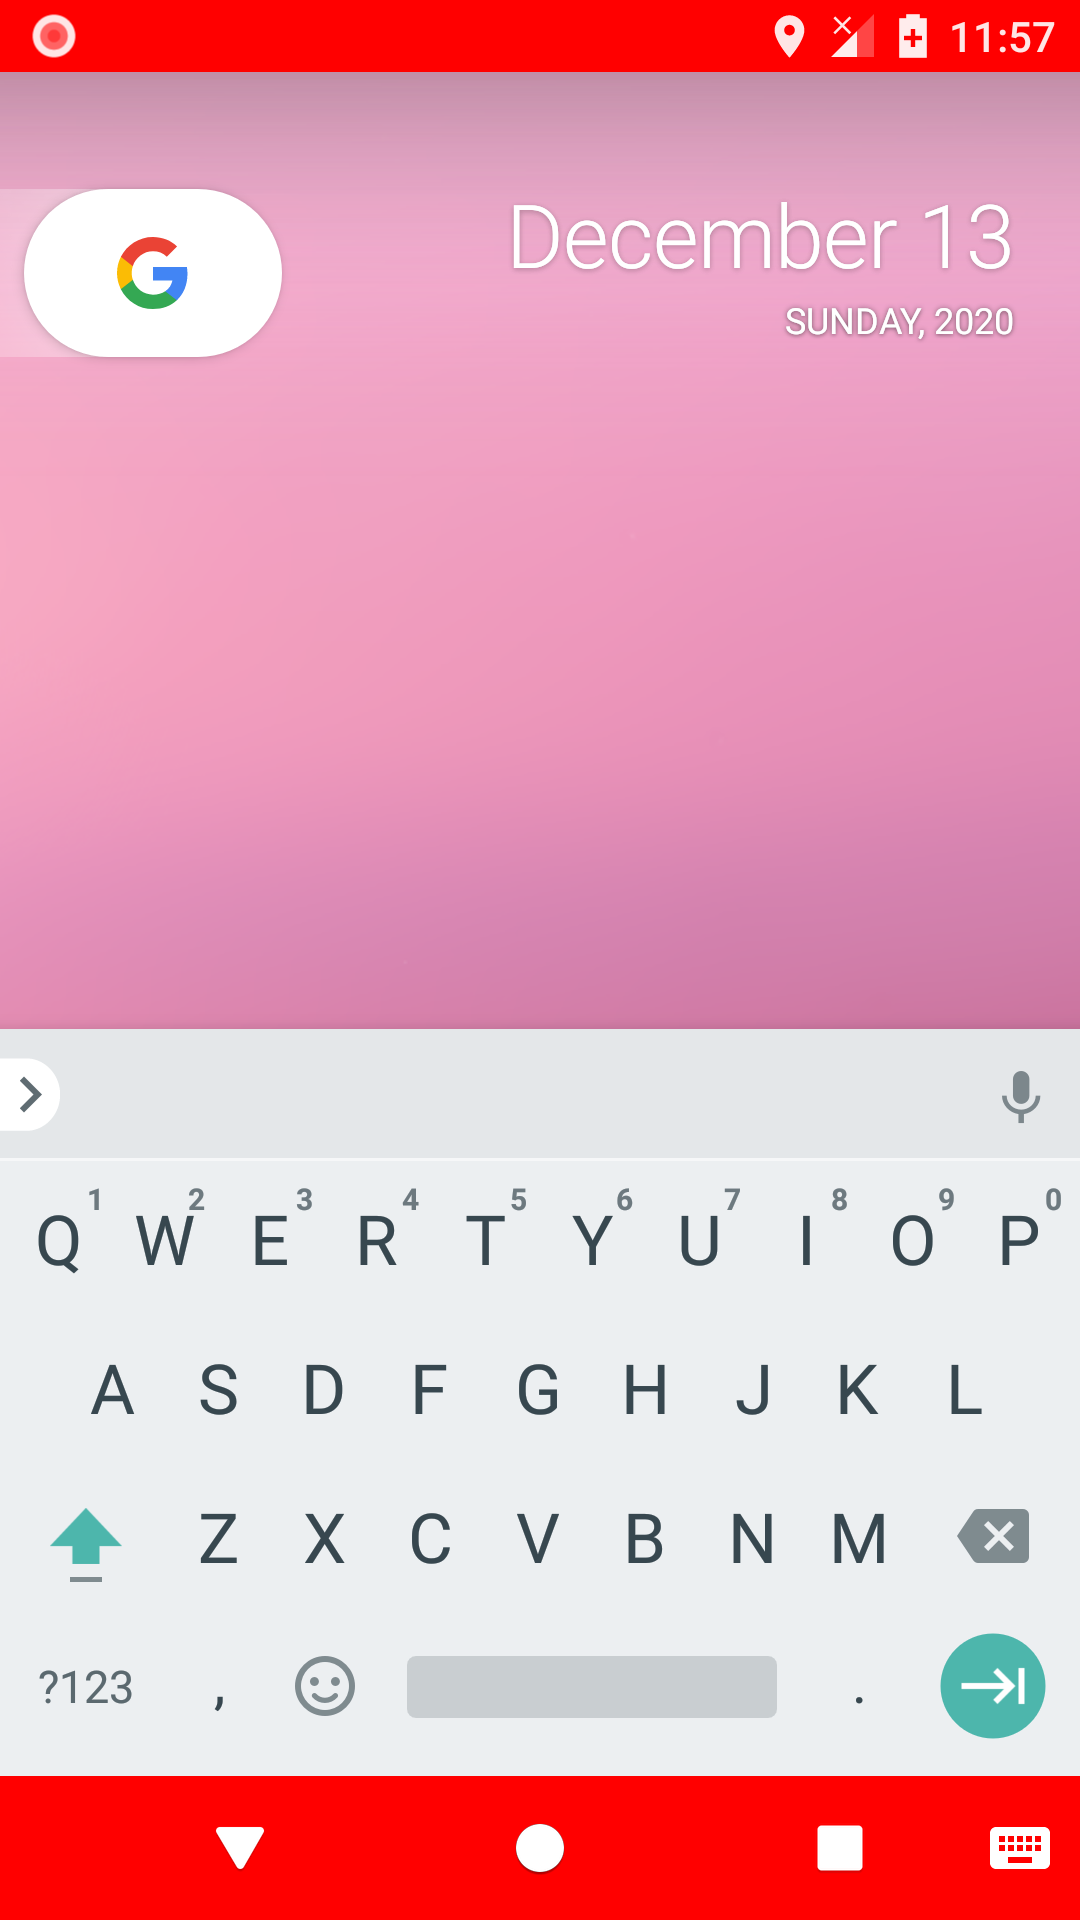 11:57
December 13
SUNDAY, 2020
1 2 3 4 5 6 7 8 9 0
Q W E R T Y U I O P
A S D F G H J K L
Z X C V B N M
?123 , .